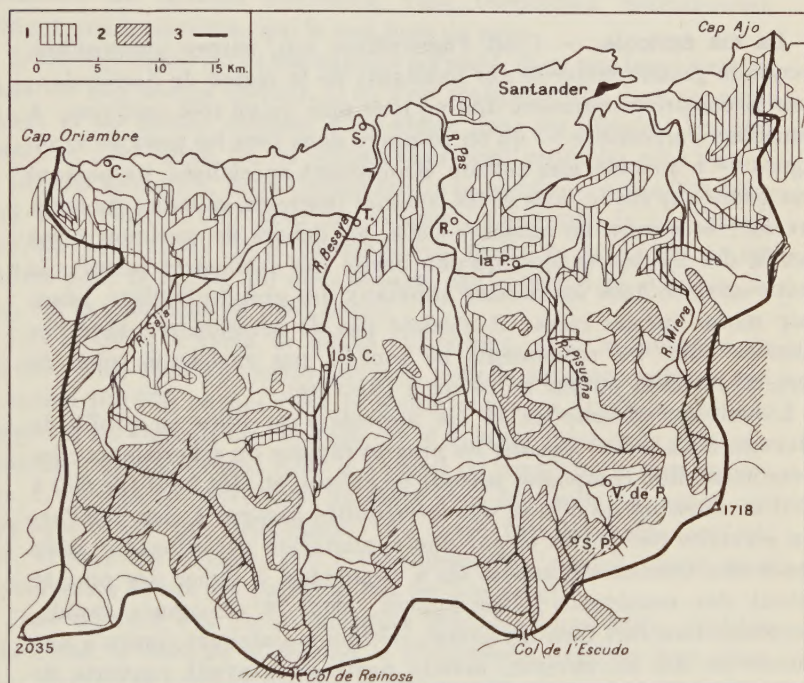 1 2 3
0 5 10 15 Km.
Cap Ajo
Santander
Cap Oriambre
C.
S.
R. Pas
T.
R. Besaya
R.
la P.
R. Saja
R. Miera
los C.
R. Pisueña
V. de P.
1718
S. P.
2035
Col de l'Escudo
Col de Reinosa